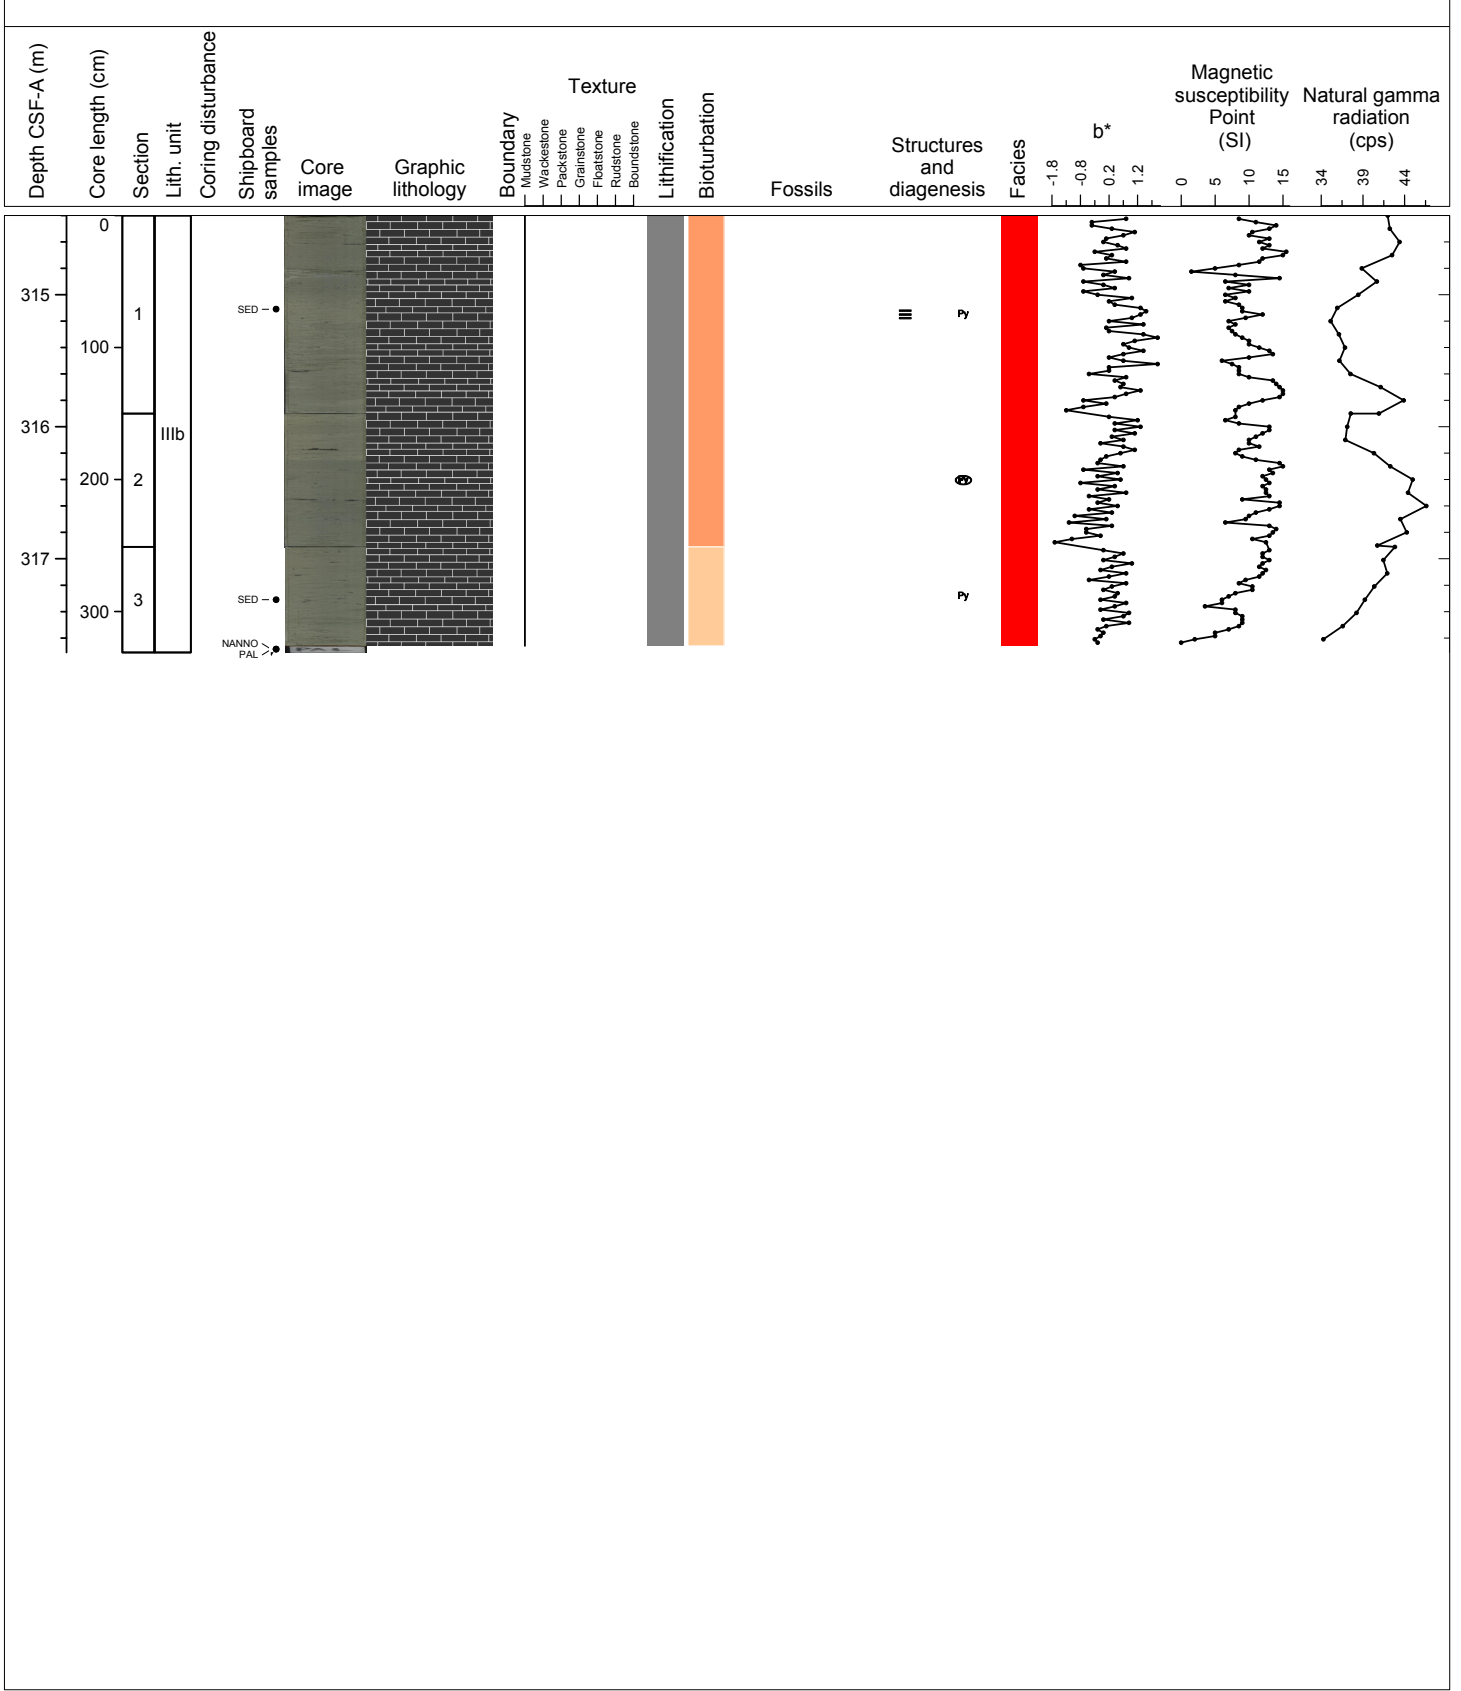 Depth CSF-A (m)
Core length (cm)
Section
Lith. unit
Coring disturbance
Shipboard
samples
Core
image
Graphic
lithology
Boundary
Texture
Mudstone
Wackestone
Packstone
Grainstone
Floatstone
Rudstone
Boundstone
Lithification
Bioturbation
Fossils
Structures
and
diagenesis
Facies
b*
-1.8
-0.8
0.2
1.2
Magnetic
susceptibility
Point
(SI)
0
5
10
15
Natural gamma
radiation
(cps)
34
39
44
0
315
1
SED
Py
100
316
IIIb
200
2
Py
317
3
SED
Py
300
NANNO
PAL